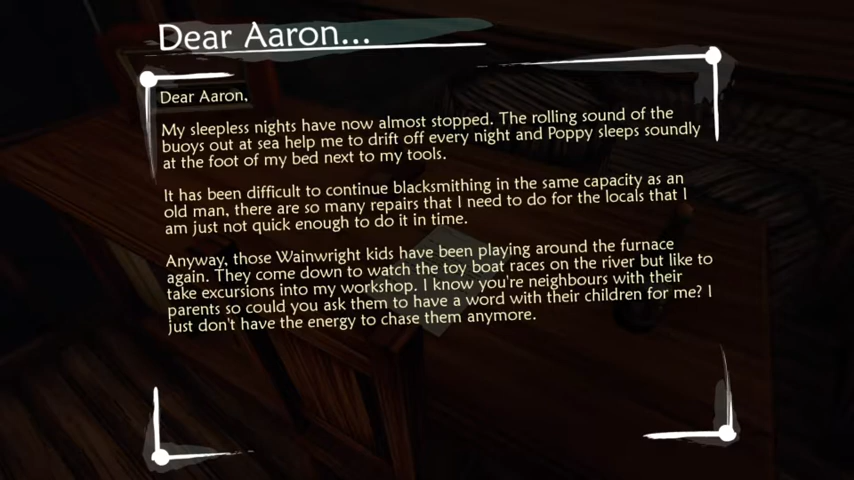 Dear Aaron...
Dear Aaron,
My sleepless nights have now almost stopped. The rolling sound of the
buoys out at sea help me to drift off every night and Poppy sleeps soundly
at the foot of my bed next to my tools.
It has been difficult to continue blacksmithing in the same capacity as an
old man, there are so many repairs that I need to do for the locals that I
am just not quick enough to do it in time.
Anyway, those Wainwright kids have been playing around the furnace
again. They come down to watch the toy boat races on the river but like to
take excursions into my workshop. I know you're neighbours with their
parents so could you ask them to have a word with their children for me? I
just don't have the energy to chase them anymore.